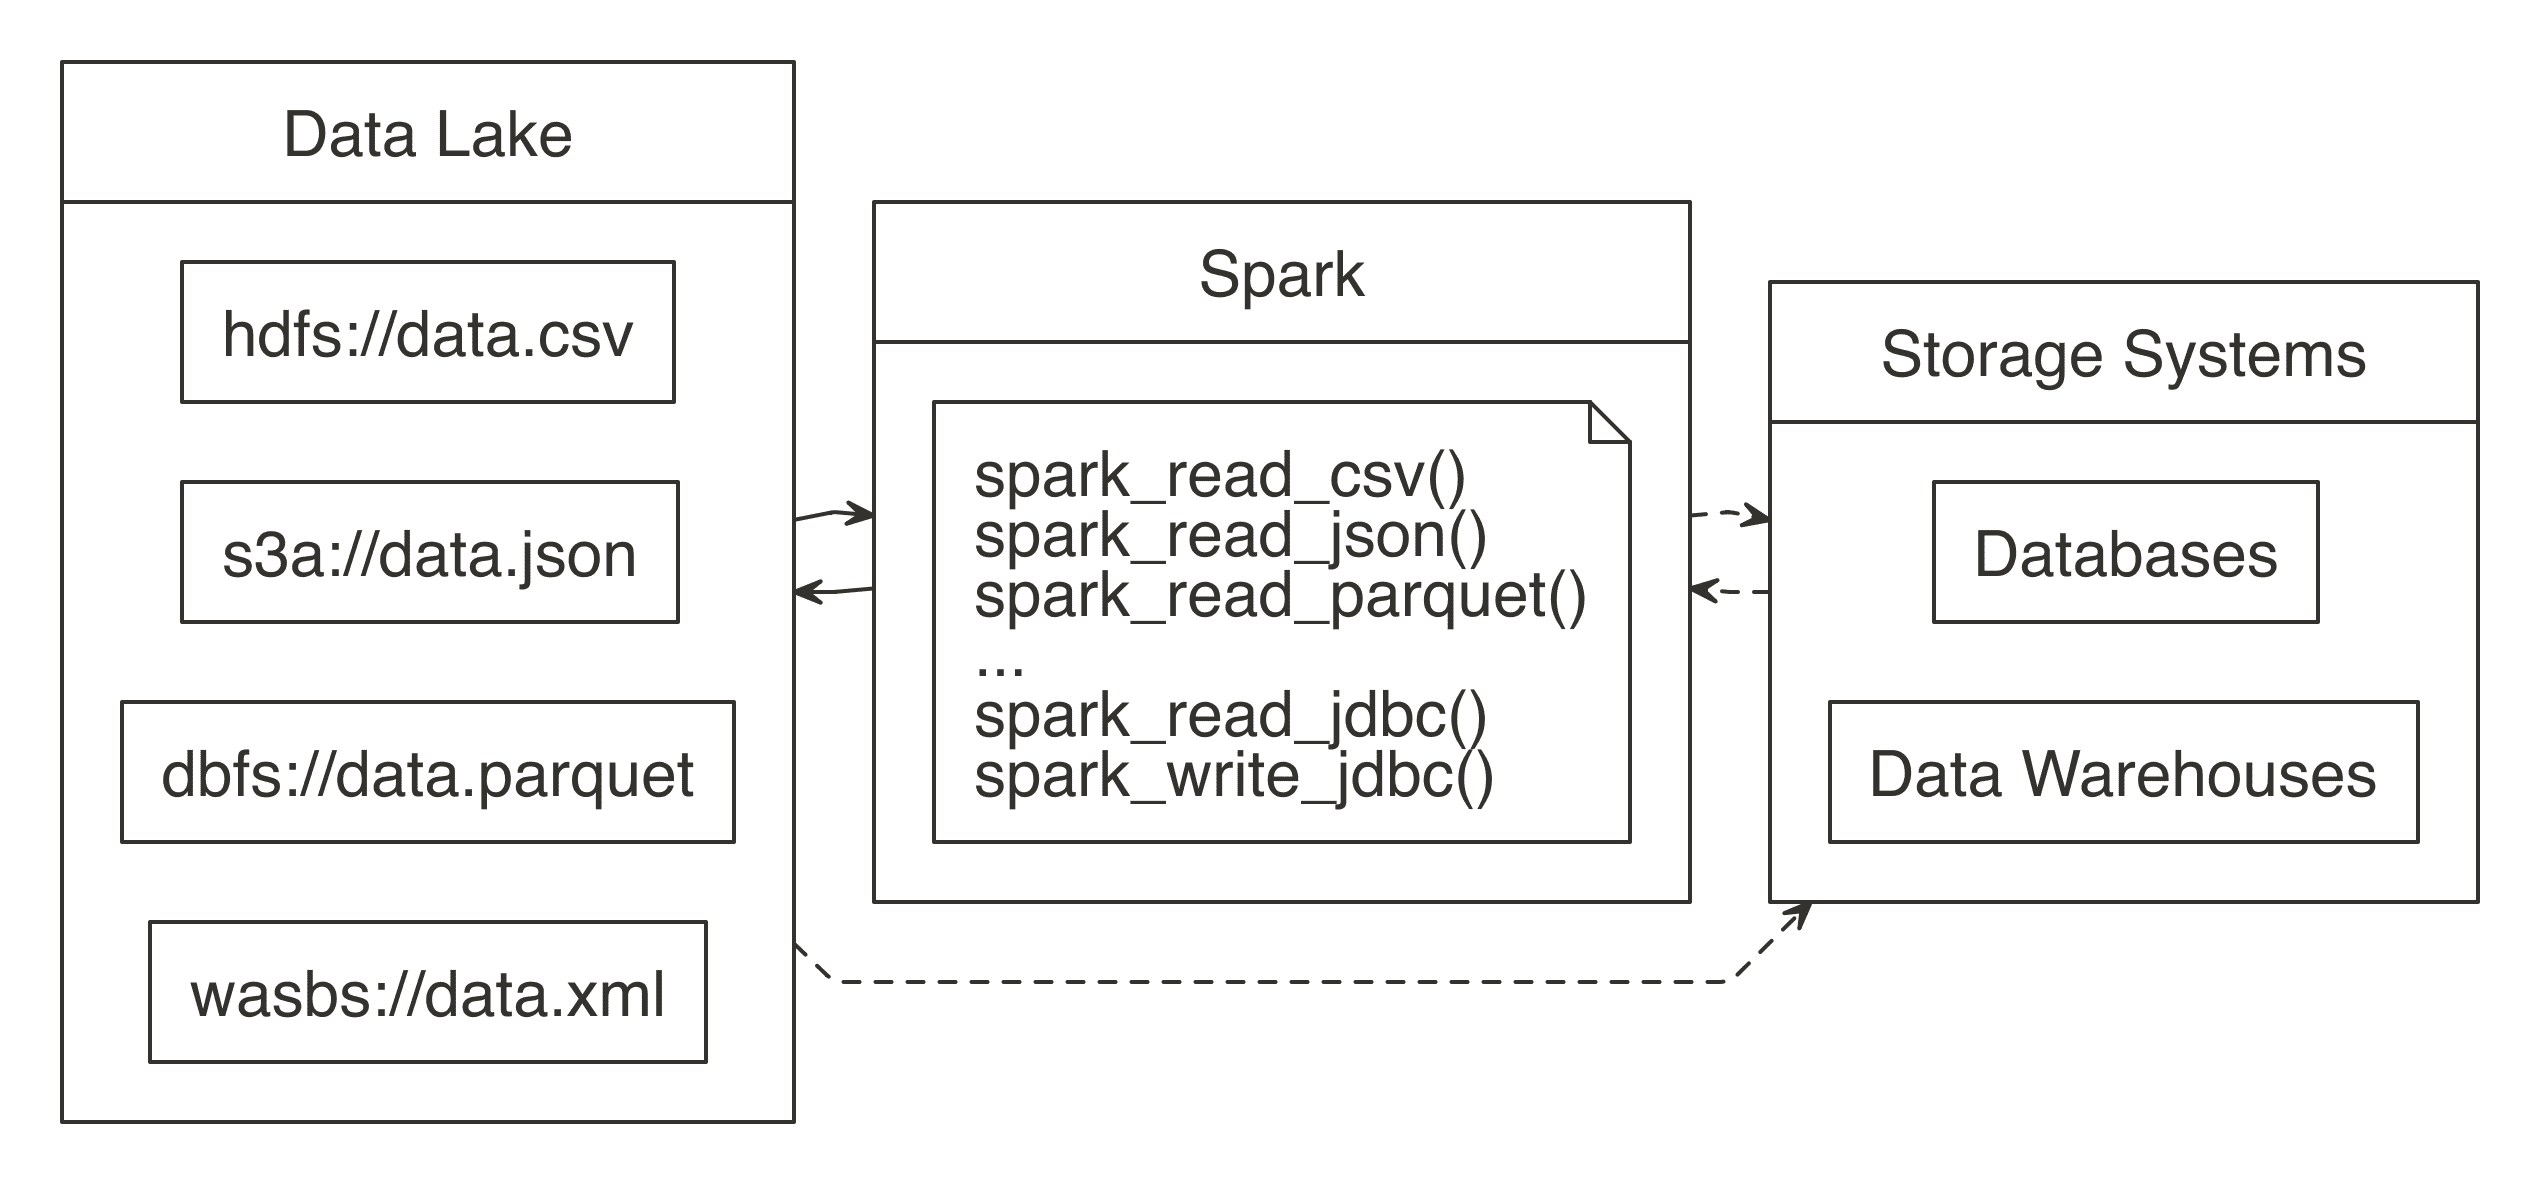 Data Lake
hdfs://data.csv
s3a://data.json
dbfs://data.parquet
wasbs://data.xml
Spark
spark_read_csv()
spark_read_json()
spark_read_parquet()
...
spark_read_jdbc()
spark_write_jdbc()
Storage Systems
Databases
Data Warehouses